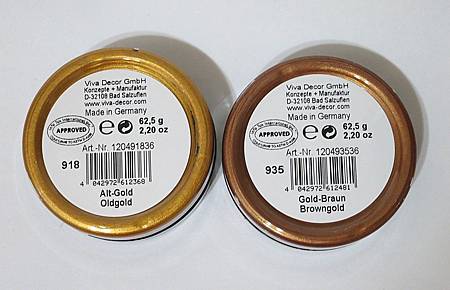 Viva Decor GmbH
Konzepte + Manufaktur
D-32108 Bad Salzuflen
www.viva-decor.com
Made in Germany
APPROVED
62,5 g
2,20 oz
Art.-Nr. 120491836
918
4 042972 612368
Alt-Gold
Oldgold
Viva Decor GmbH
Konzepte + Manufaktur
D-32108 Bad Salzuflen
www.viva-decor.com
Made in Germany
APPROVED
62,5 g
2,20 oz
Art.-Nr. 120493536
935
4 042972 612481
Gold-Braun
Browngold